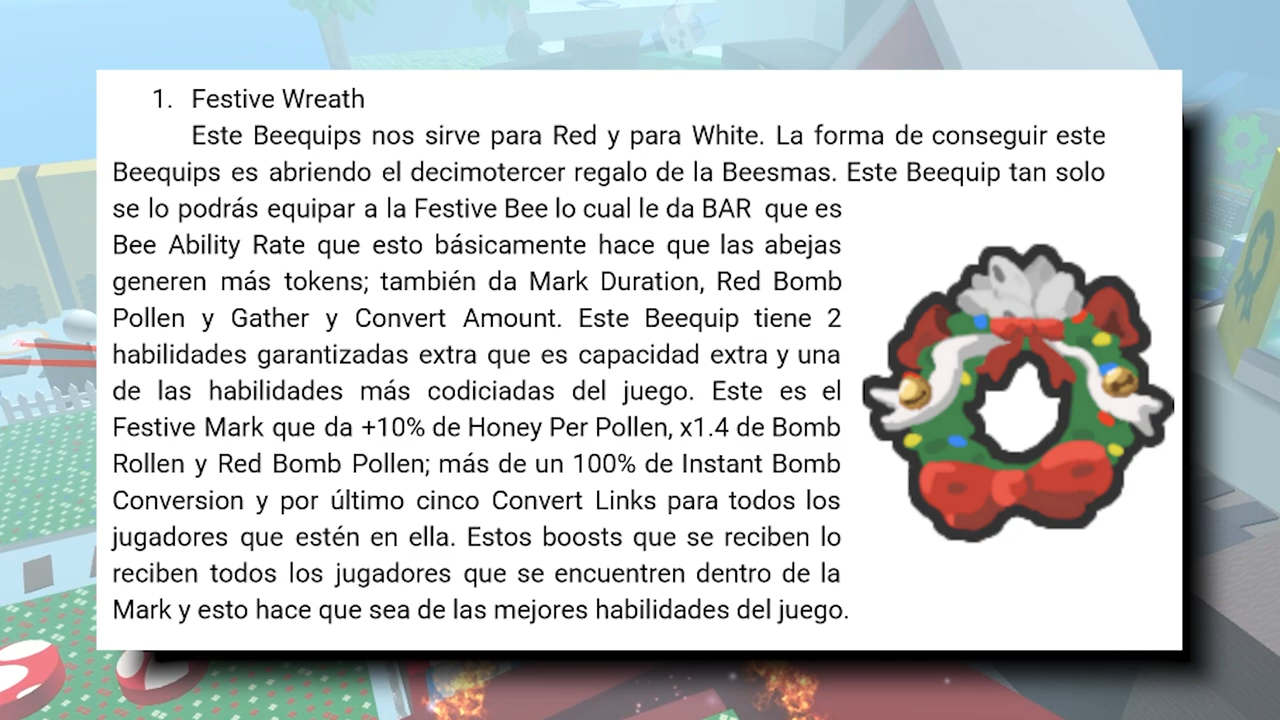 1. Festive Wreath
Este Beequips nos sirve para Red y para White. La forma de conseguir este
Beequips es abriendo el decimotercer regalo de la Beesmas. Este Beequip tan solo
se lo podrás equipar a la Festive Bee lo cual le da BAR que es
Bee Ability Rate que esto básicamente hace que las abejas
generen más tokens; también da Mark Duration, Red Bomb
Pollen y Gather y Convert Amount. Este Beequip tiene 2
habilidades garantizadas extra que es capacidad extra y una
de las habilidades más codiciadas del juego. Este es el
Festive Mark que da +10% de Honey Per Pollen, x1.4 de Bomb
Rollen y Red Bomb Pollen; más de un 100% de Instant Bomb
Conversion y por último cinco Convert Links para todos los
jugadores que estén en ella. Estos boosts que se reciben lo
reciben todos los jugadores que se encuentren dentro de la
Mark y esto hace que sea de las mejores habilidades del juego.